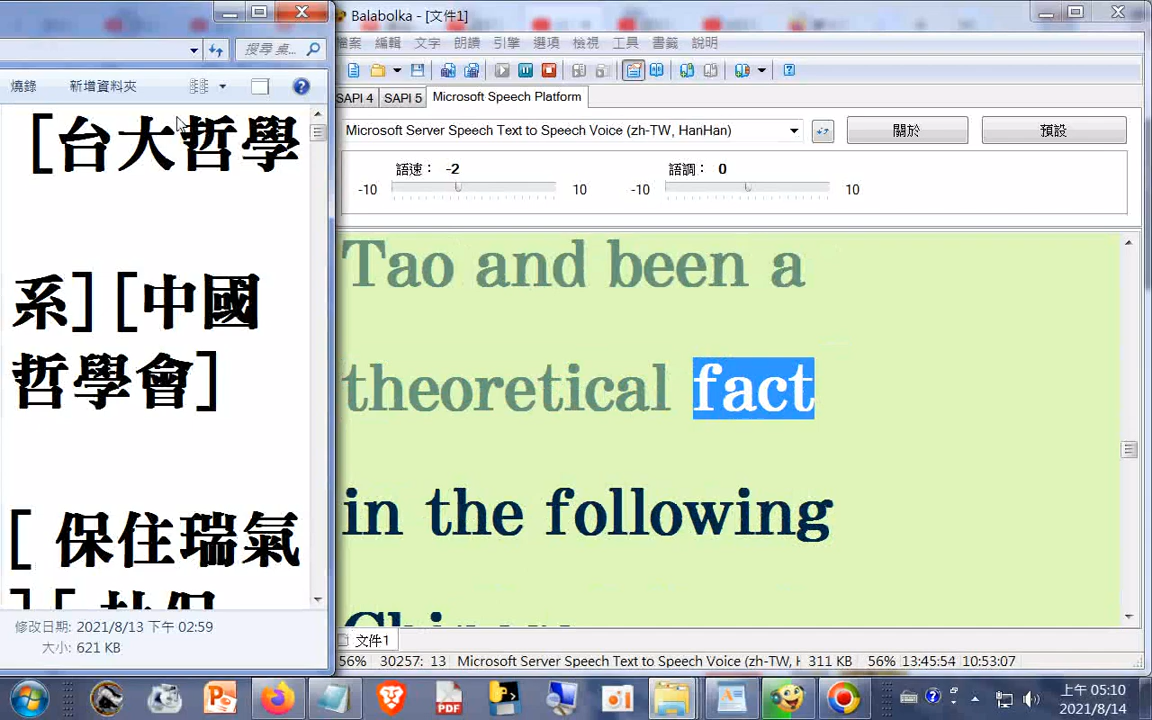 Balabolka - [文件1]
搜尋 桌...
檔案 編輯 文字 朗讀 引擎 選項 檢視 工具 書籤 說明
燒錄 新增資料夾
SAPI 4 SAPI 5 Microsoft Speech Platform
Microsoft Server Speech Text to Speech Voice (zh-TW, HanHan) 關於 預設
語速： -2 語調： 0
-10 10 -10 10
[台大哲學
系][中國
哲學會]
[ 保住瑞氣
Tao and been a
theoretical fact
in the following
修改日期: 2021/8/13 下午 02:59
大小: 621 KB
文件1
56% 30257: 13 Microsoft Server Speech Text to Speech Voice (zh-TW, H 311 KB 56% 13:45:54 10:53:07
PDF
上午 05:10
2021/8/14